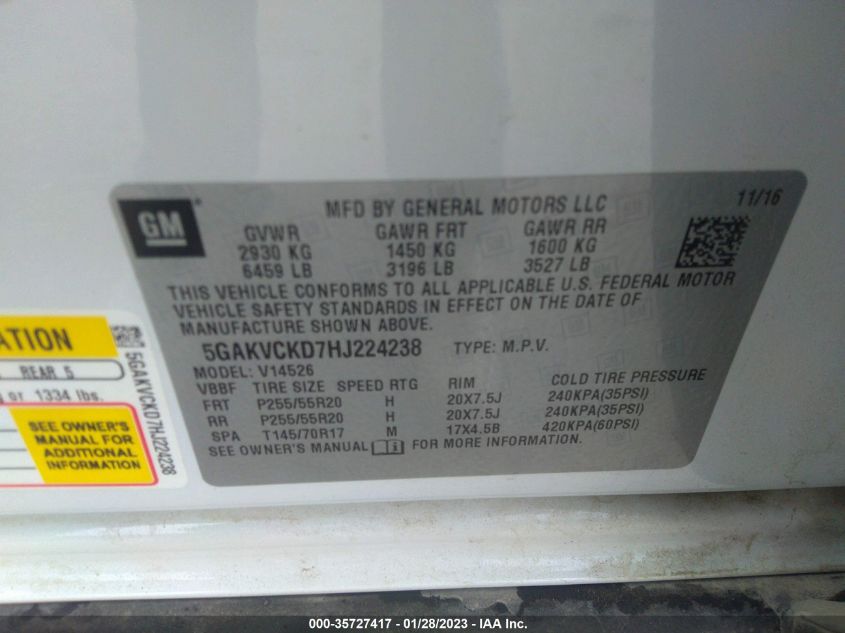 GM
MFD BY GENERAL MOTORS LLC
11/16
GVWR GAWR FRT GAWR RR
2930 KG 1450 KG 1600 KG
6459 LB 3196 LB 3527 LB
THIS VEHICLE CONFORMS TO ALL APPLICABLE U.S. FEDERAL MOTOR
VEHICLE SAFETY STANDARDS IN EFFECT ON THE DATE OF
MANUFACTURE SHOWN ABOVE.
5GAKVCKD7HJ224238 TYPE: M.P.V.
MODEL: V14526
VBBF TIRE SIZE SPEED RTG RIM COLD TIRE PRESSURE
FRT P255/55R20 H 20X7.5J 240KPA(35PSI)
RR P255/55R20 H 20X7.5J 240KPA(35PSI)
SPA T145/70R17 M 17X4.5B 420KPA(60PSI)
SEE OWNER'S MANUAL FOR MORE INFORMATION.
ATION
REAR 5
or 1334 lbs.
SEE OWNER'S
MANUAL FOR
ADDITIONAL
INFORMATION
5GAKVCKD7HJ224238
000-35727417 - 01/28/2023 - IAA Inc.